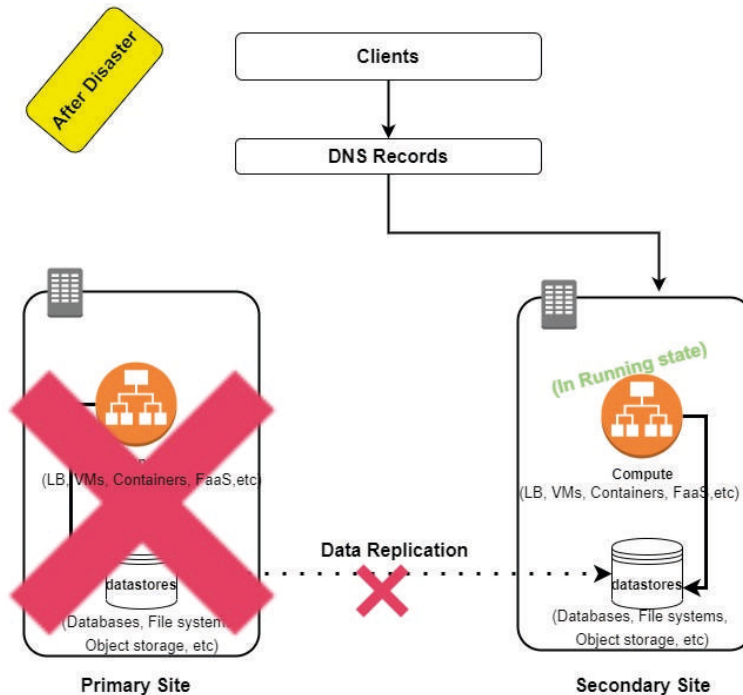 After Disaster
Clients
DNS Records
(In Running state)
(LB, VMs, Containers, FaaS,etc)
Compute
(LB, VMs, Containers, FaaS,etc)
Data Replication
datastores
datastores
(Databases, File systems,
Object storage, etc)
(Databases, File systems,
Object storage, etc)
Primary Site
Secondary Site